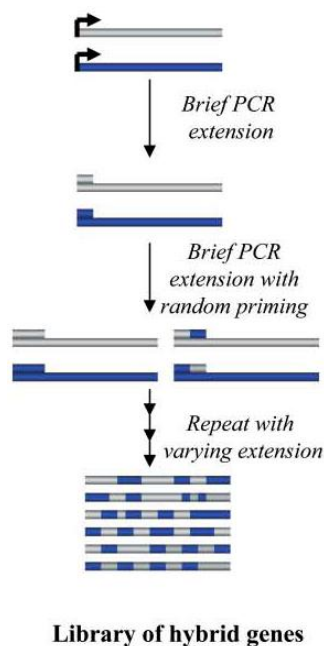 Brief PCR
extension
Brief PCR
extension with
random priming
Repeat with
varying extension
Library of hybrid genes